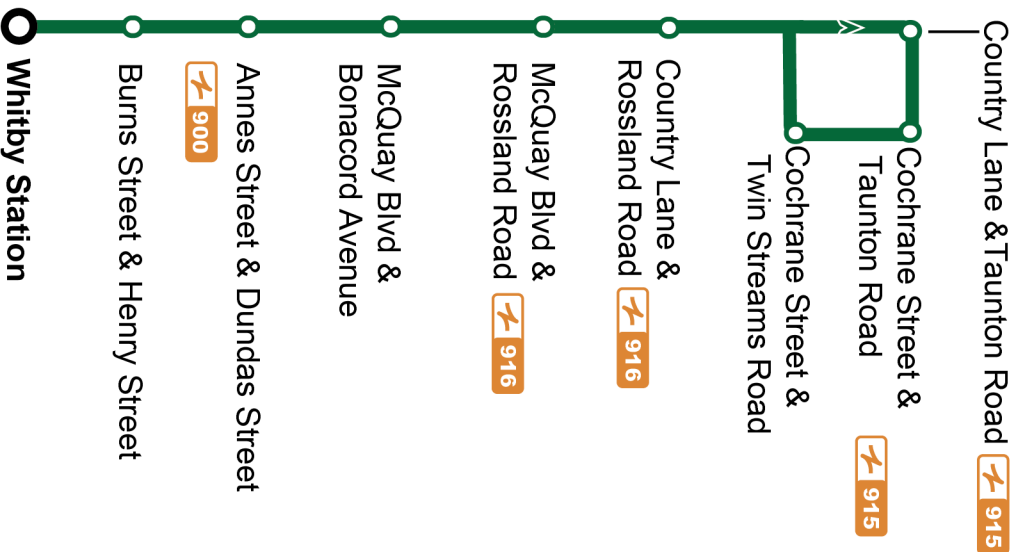 Country Lane &Taunton Road
915
Cochrane Street &
Taunton Road
915
Cochrane Street &
Twin Streams Road
Country Lane &
Rossland Road
916
McQuay Blvd &
Rossland Road
916
McQuay Blvd &
Bonacord Avenue
Annes Street & Dundas Street
900
Burns Street & Henry Street
Whitby Station